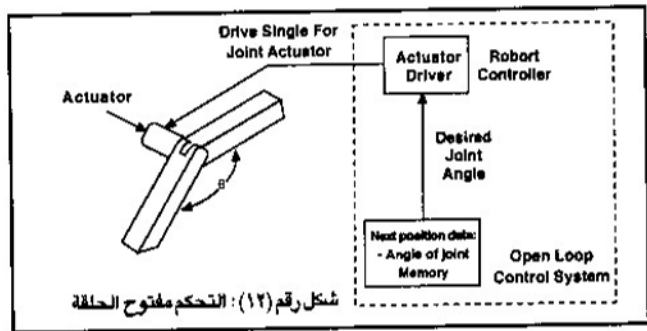 Drive Single For
Joint Actuator
Actuator
Actuator
Driver
Robort
Controller
Desired
Joint
Angle
θ
Next position data:
- Angle of Joint
Memory
Open Loop
Control System
شكل رقم (١٢): التحكم مفتوح الحلقة